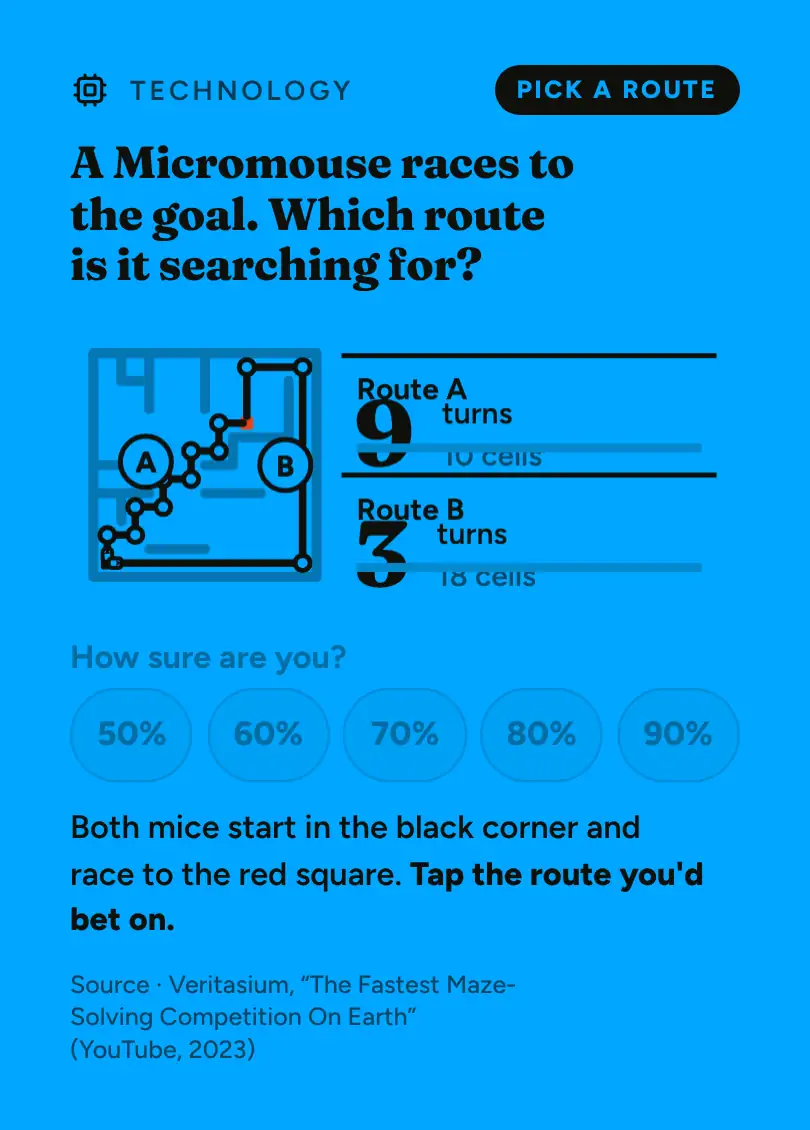 TECHNOLOGY
PICK A ROUTE
A Micromouse races to
the goal. Which route
is it searching for?
A
B
Route A
9 turns
10 cells
Route B
3 turns
18 cells
How sure are you?
50% 60% 70% 80% 90%
Both mice start in the black corner and
race to the red square. Tap the route you'd
bet on.
Source · Veritasium, “The Fastest Maze-
Solving Competition On Earth”
(YouTube, 2023)